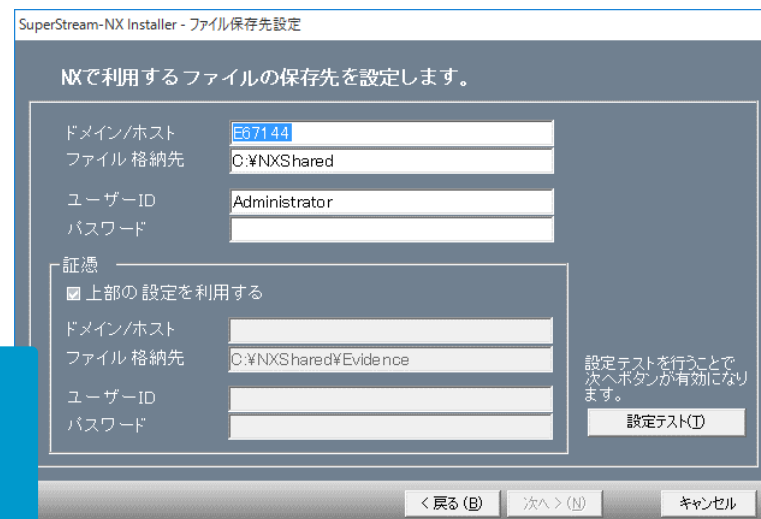 SuperStream-NX Installer - ファイル保存先設定
NXで利用するファイルの保存先を設定します。
ドメイン/ホスト E67144
ファイル格納先 C:¥NXShared
ユーザーID Administrator
パスワード
証憑
上部の設定を利用する
ドメイン/ホスト
ファイル格納先 C:¥NXShared¥Evidence
ユーザーID
パスワード
設定テストを行うことで
次へボタンが有効になり
ます。
設定テスト(T)
< 戻る (B) 次へ > (N) キャンセル